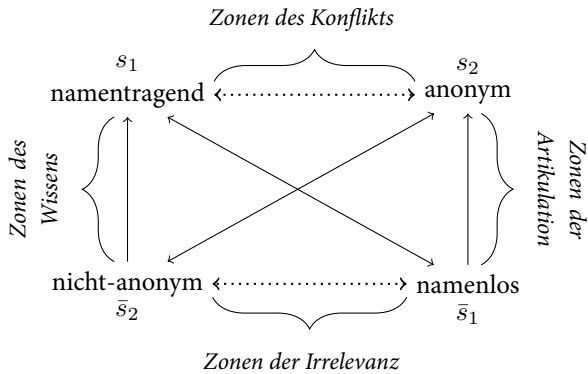 Zonen des Konflikts
s₁ s₂
namentragend anonym
Zonen des
Wissens
Zonen der
Artikulation
nicht-anonym namenlos
s̄₂ s̄₁
Zonen der Irrelevanz